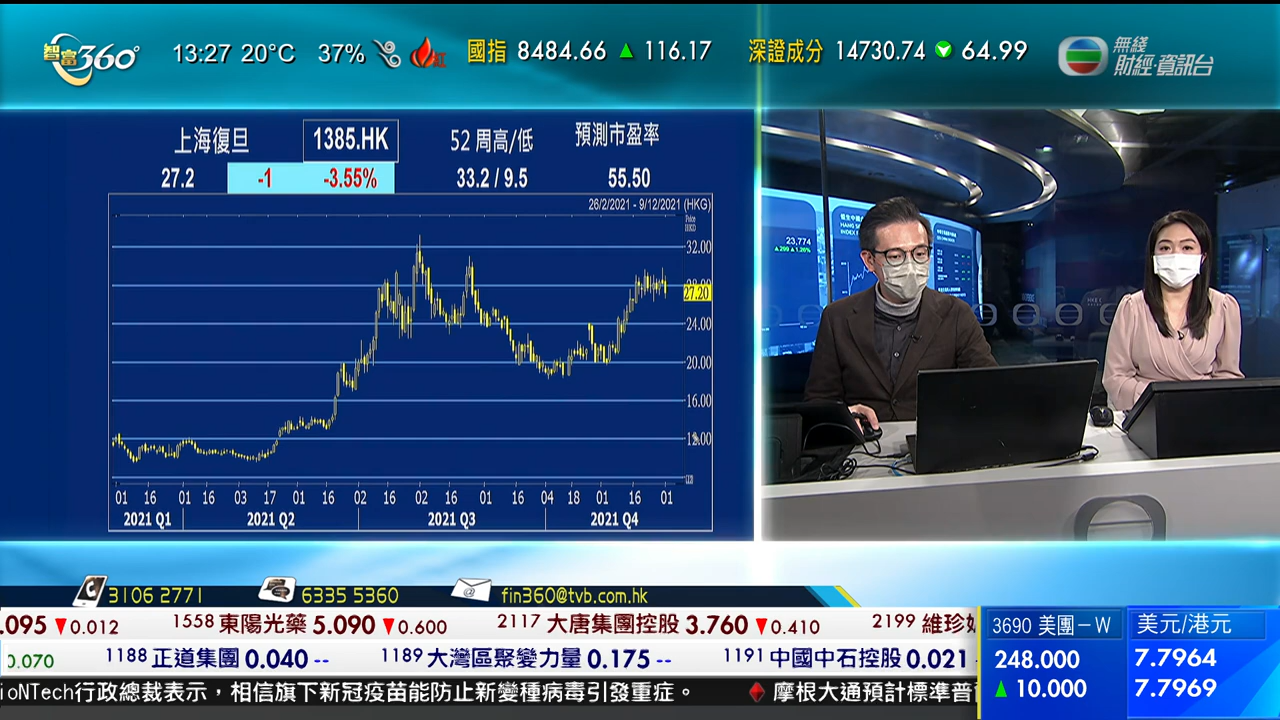 智富360°
13:27 20°C 37% 紅 國指 8484.66 ▲ 116.17 深證成分 14730.74 ▼ 64.99
無綫
財經·資訊台
上海復旦 1385.HK 52 周高/低 預測市盈率
27.2 -1 -3.55% 33.2 / 9.5 55.50
26/2/2021 - 9/12/2021 (HKG)
Price
HKD
32.00
27.20
24.00
20.00
16.00
12.00
01 16 01 16 03 17 01 16 02 16 02 16 01 16 04 18 01 16 01
2021 Q1 2021 Q2 2021 Q3 2021 Q4
23,774
3106 2771 6335 5360 fin360@tvb.com.hk
.095 ▼0.012 1558 東陽光藥 5.090 ▼0.600 2117 大唐集團控股 3.760 ▼0.410 2199 維珍
0.070 1188 正道集團 0.040 -- 1189 大灣區聚變力量 0.175 -- 1191 中國中石控股 0.021
ioNTech行政總裁表示，相信旗下新冠疫苗能防止新變種病毒引發重症。 ◆ 摩根大通預計標準普
3690 美團－W
248.000
▲ 10.000
美元/港元
7.7964
7.7969